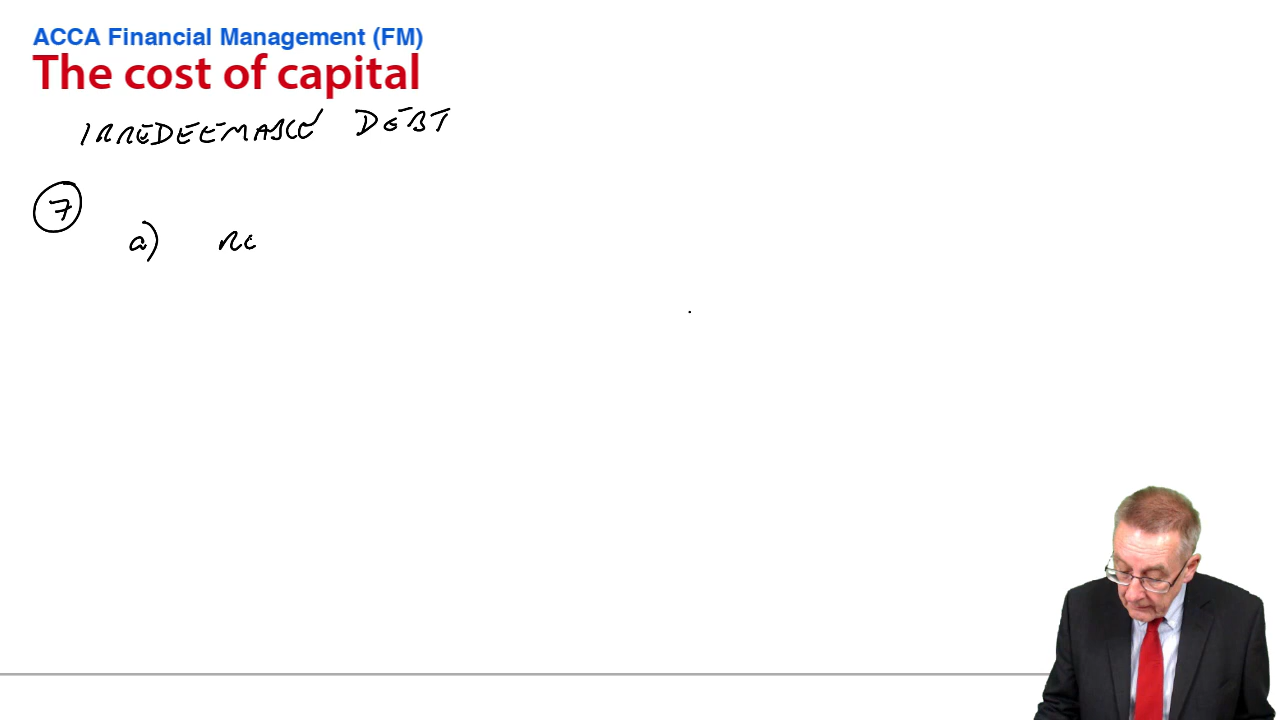 ACCA Financial Management (FM)
The cost of capital
IRREDEEMABLE DEBT
7
a)